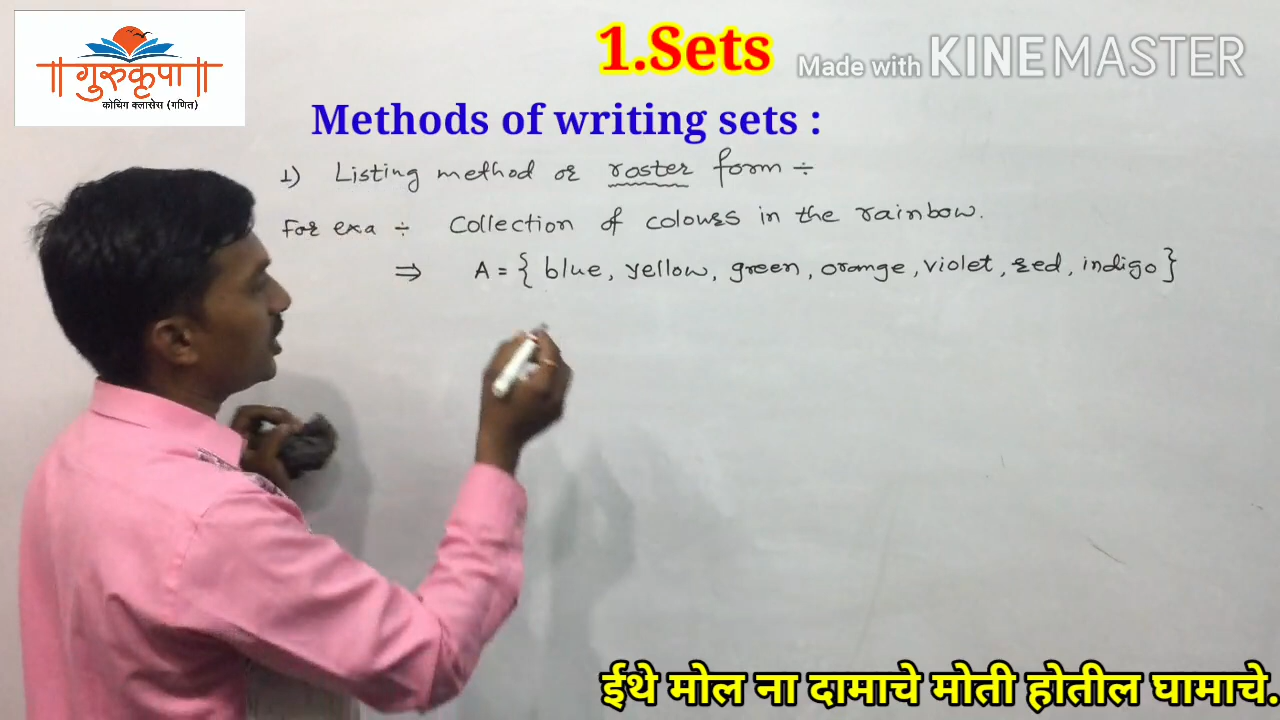 ॥गुरुकृपा॥
कोचिंग क्लासेस (गणित)
1.Sets
Made with KINEMASTER
Methods of writing sets :
1) Listing method or roster form ÷
For exa ÷ Collection of colours in the rainbow.
⇒ A = { blue, yellow, green, orange, violet, red, indigo }
ईथे मोल ना दामाचे मोती होतील घामाचे.